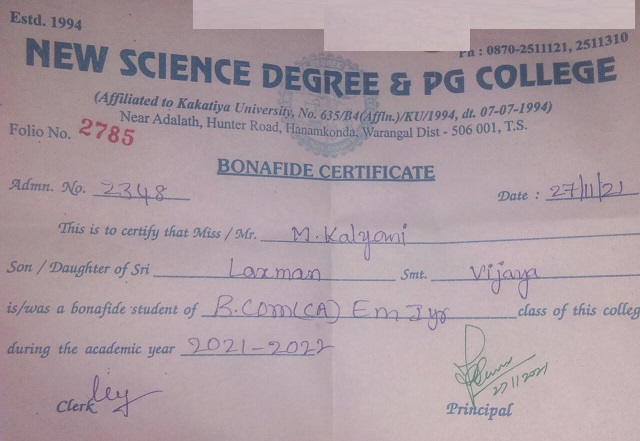 Estd. 1994
Ph : 0870-2511121, 2511310
NEW SCIENCE DEGREE & PG COLLEGE
(Affiliated to Kakatiya University, No. 635/B4(Affln.)/KU/1994, dt. 07-07-1994)
Near Adalath, Hunter Road, Hanamkonda, Warangal Dist - 506 001, T.S.
Folio No. 2785
BONAFIDE CERTIFICATE
Admn. No. 2348 Date : 27/11/21
This is to certify that Miss / Mr. M. Kalyani
Son / Daughter of Sri Laxman Smt. Vijaya
is/was a bonafide student of B.COM(CA) Em I yr class of this colleg
during the academic year 2021-2022
27/11/2021
Clerk Principal